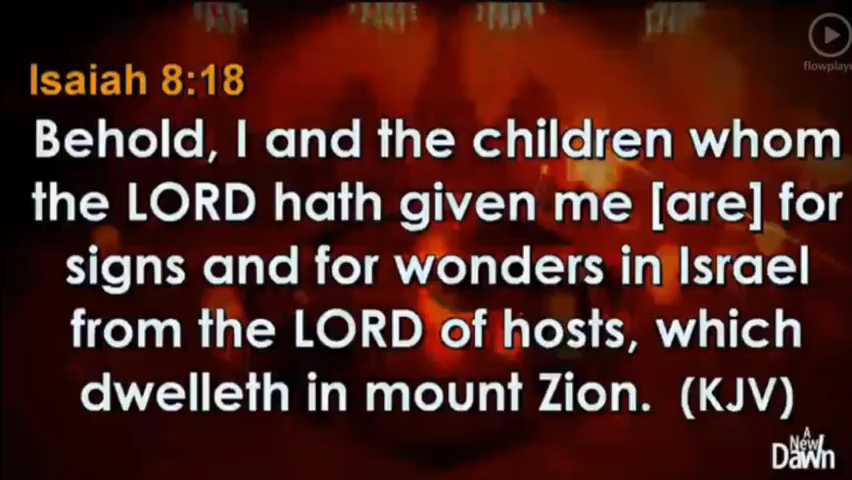 flowplaye
Isaiah 8:18
Behold, I and the children whom
the LORD hath given me [are] for
signs and for wonders in Israel
from the LORD of hosts, which
dwelleth in mount Zion. (KJV)
A
New
Dawn